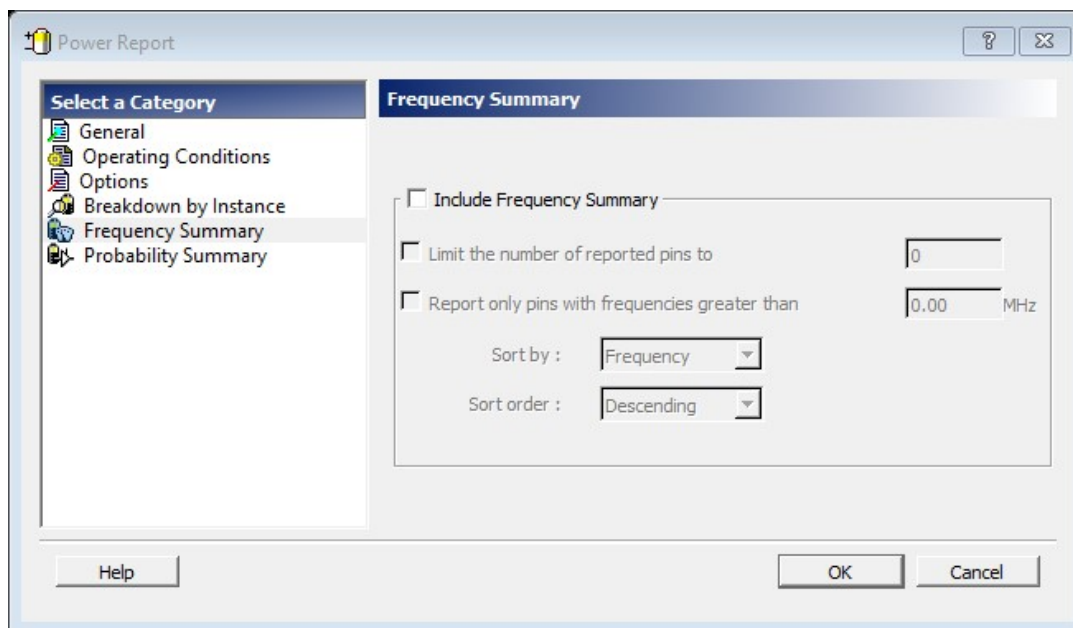 Power Report
Select a Category
General
Operating Conditions
Options
Breakdown by Instance
Frequency Summary
Probability Summary
Frequency Summary
Include Frequency Summary
Limit the number of reported pins to 0
Report only pins with frequencies greater than 0.00 MHz
Sort by : Frequency
Sort order : Descending
Help OK Cancel